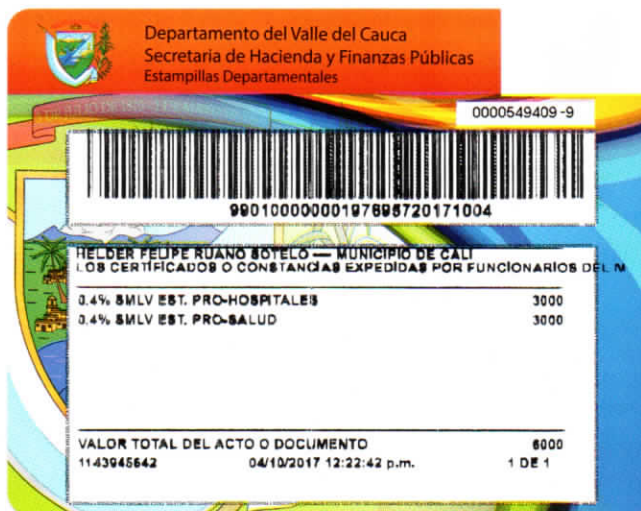 Departamento del Valle del Cauca
Secretaria de Hacienda y Finanzas Públicas
Estampillas Departamentales
0000549409-9
990100000001976957201​71004
HELDER FELIPE RUANO SOTELO — MUNICIPIO DE CALI
LOS CERTIFICADOS O CONSTANCIAS EXPEDIDAS POR FUNCIONARIOS DEL M
0.4% SMLV EST. PRO-HOSPITALES 3000
0.4% SMLV EST. PRO-SALUD 3000
VALOR TOTAL DEL ACTO O DOCUMENTO 6000
1143945642 04/10/2017 12:22:42 p.m. 1 DE 1